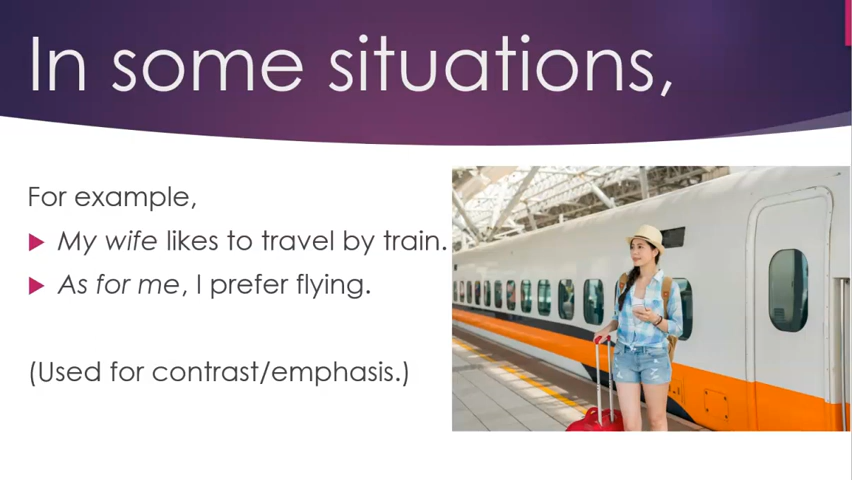 In some situations,
For example,
My wife likes to travel by train.
As for me, I prefer flying.
(Used for contrast/emphasis.)